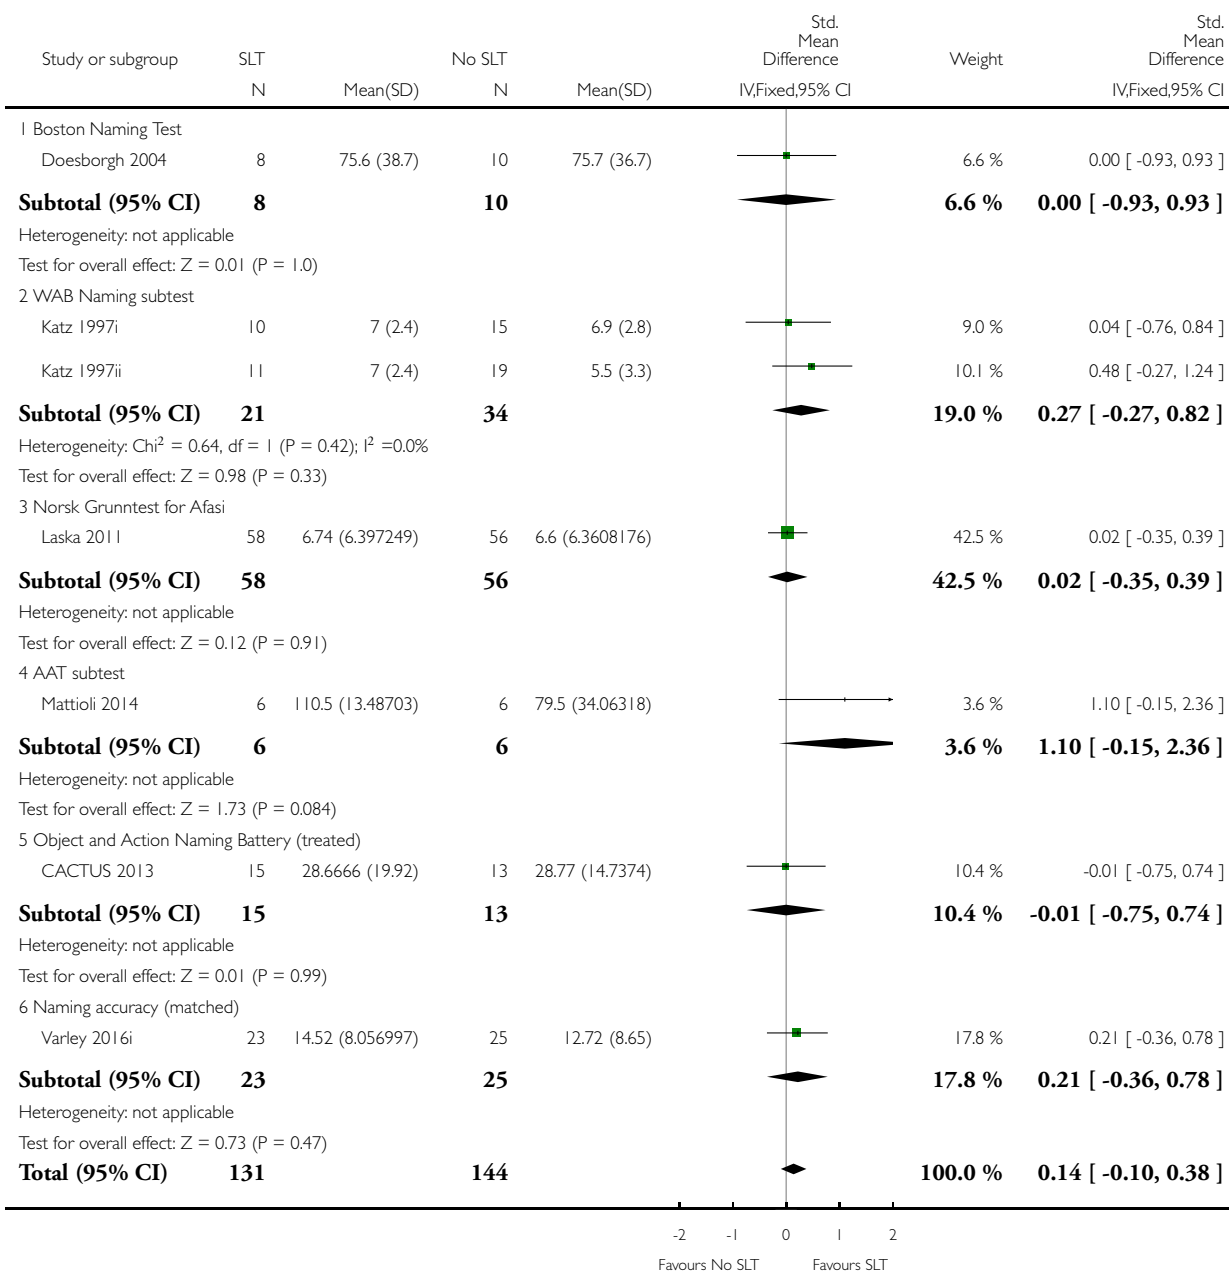 Std. Mean Difference Std. Mean Difference
Study or subgroup SLT No SLT Weight
N Mean(SD) N Mean(SD) IV,Fixed,95% CI IV,Fixed,95% CI
1 Boston Naming Test
Doesborgh 2004 8 75.6 (38.7) 10 75.7 (36.7) 6.6 % 0.00 [ -0.93, 0.93 ]
Subtotal (95% CI) 8 10 6.6 % 0.00 [ -0.93, 0.93 ]
Heterogeneity: not applicable
Test for overall effect: Z = 0.01 (P = 1.0)
2 WAB Naming subtest
Katz 1997i 10 7 (2.4) 15 6.9 (2.8) 9.0 % 0.04 [ -0.76, 0.84 ]
Katz 1997ii 11 7 (2.4) 19 5.5 (3.3) 10.1 % 0.48 [ -0.27, 1.24 ]
Subtotal (95% CI) 21 34 19.0 % 0.27 [ -0.27, 0.82 ]
Heterogeneity: Chi² = 0.64, df = 1 (P = 0.42); I² =0.0%
Test for overall effect: Z = 0.98 (P = 0.33)
3 Norsk Grunntest for Afasi
Laska 2011 58 6.74 (6.397249) 56 6.6 (6.3608176) 42.5 % 0.02 [ -0.35, 0.39 ]
Subtotal (95% CI) 58 56 42.5 % 0.02 [ -0.35, 0.39 ]
Heterogeneity: not applicable
Test for overall effect: Z = 0.12 (P = 0.91)
4 AAT subtest
Mattioli 2014 6 110.5 (13.48703) 6 79.5 (34.06318) 3.6 % 1.10 [ -0.15, 2.36 ]
Subtotal (95% CI) 6 6 3.6 % 1.10 [ -0.15, 2.36 ]
Heterogeneity: not applicable
Test for overall effect: Z = 1.73 (P = 0.084)
5 Object and Action Naming Battery (treated)
CACTUS 2013 15 28.6666 (19.92) 13 28.77 (14.7374) 10.4 % -0.01 [ -0.75, 0.74 ]
Subtotal (95% CI) 15 13 10.4 % -0.01 [ -0.75, 0.74 ]
Heterogeneity: not applicable
Test for overall effect: Z = 0.01 (P = 0.99)
6 Naming accuracy (matched)
Varley 2016i 23 14.52 (8.056997) 25 12.72 (8.65) 17.8 % 0.21 [ -0.36, 0.78 ]
Subtotal (95% CI) 23 25 17.8 % 0.21 [ -0.36, 0.78 ]
Heterogeneity: not applicable
Test for overall effect: Z = 0.73 (P = 0.47)
Total (95% CI) 131 144 100.0 % 0.14 [ -0.10, 0.38 ]
-2 -1 0 1 2
Favours No SLT Favours SLT